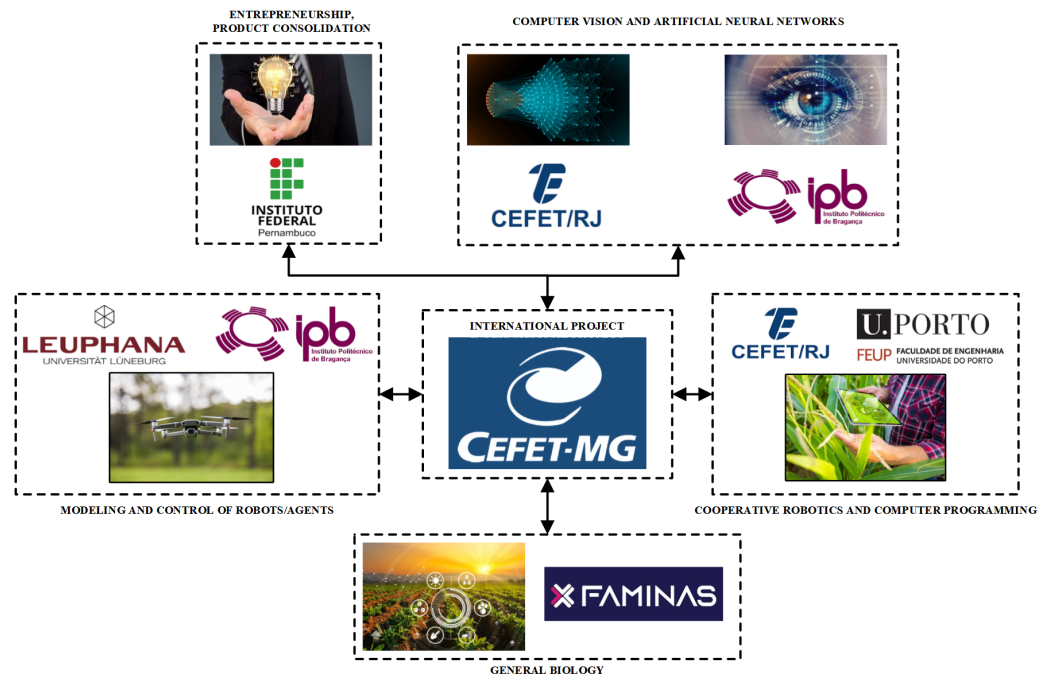 ENTREPRENEURSHIP,
PRODUCT CONSOLIDATION
COMPUTER VISION AND ARTIFICIAL NEURAL NETWORKS
INSTITUTO
FEDERAL
Pernambuco
CEFET/RJ
ipb
Instituto Politécnico
de Bragança
LEUPHANA
UNIVERSITÄT LÜNEBURG
ipb
Instituto Politécnico
de Bragança
MODELING AND CONTROL OF ROBOTS/AGENTS
INTERNATIONAL PROJECT
CEFET-MG
CEFET/RJ
U.PORTO
FEUP FACULDADE DE ENGENHARIA
UNIVERSIDADE DO PORTO
COOPERATIVE ROBOTICS AND COMPUTER PROGRAMMING
FAMINAS
GENERAL BIOLOGY